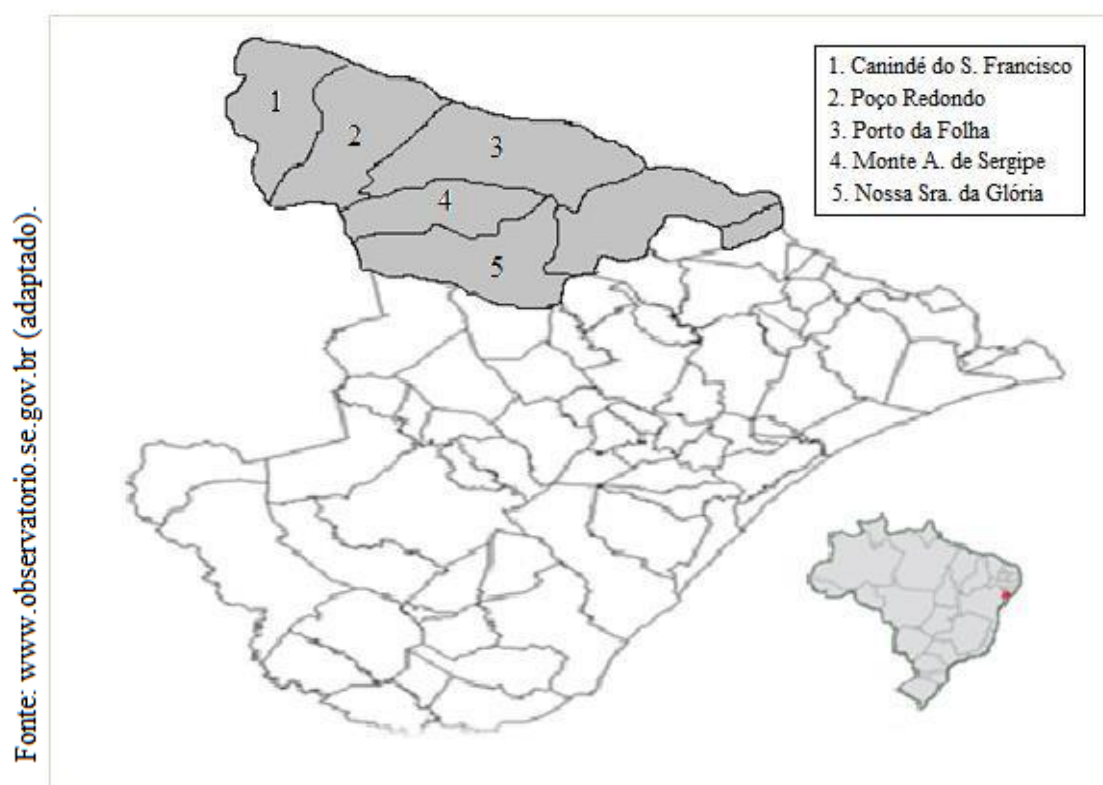 Fonte: www.observatorio.se.gov.br (adaptado).
1. Canindé do S. Francisco
2. Poço Redondo
3. Porto da Folha
4. Monte A. de Sergipe
5. Nossa Sra. da Glória
1
2
3
4
5